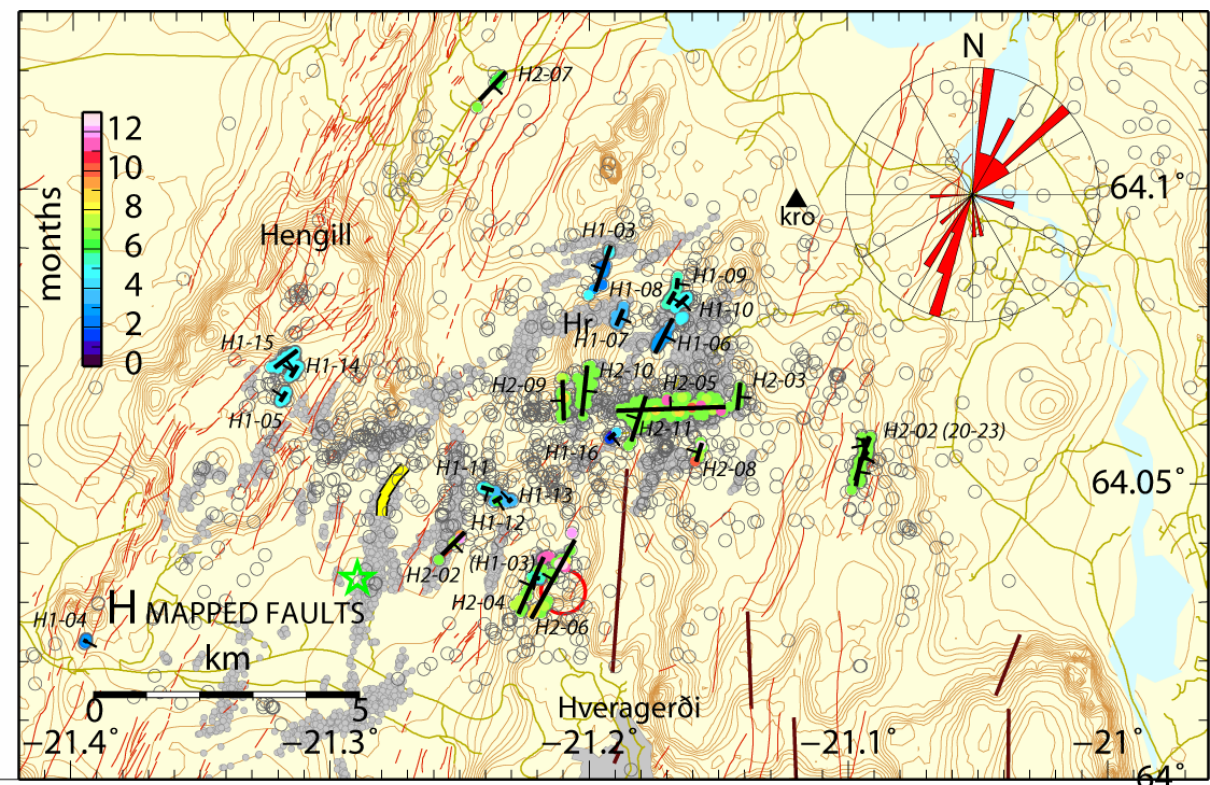 H2-07
N
12
10
8
6
4
2
0
months
64.1°
kro
Hengill
H1-03
H1-09
H1-08
H1-10
Hr
H1-07
H1-06
H1-15
H1-14
H1-05
H2-09
H2-10
H2-05
H2-03
H2-11
H1-16
H2-08
H2-02 (20-23)
64.05°
H1-11
H1-13
H1-12
H2-02
(H1-03)
H2-04
H2-06
H1-04
H MAPPED FAULTS
km
0
5
Hveragerði
−21.4°
−21.3°
−21.2°
−21.1°
−21°
64°